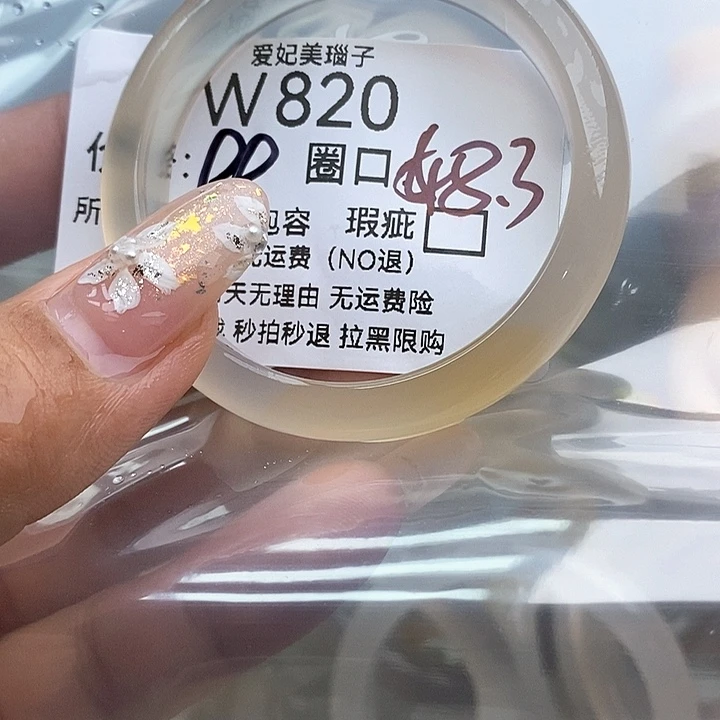 爱妃美瑙子
W820
圈口 48.3
所 包容 瑕疵
运费 (NO退)
天无理由 无运费险
秒拍秒退 拉黑限购